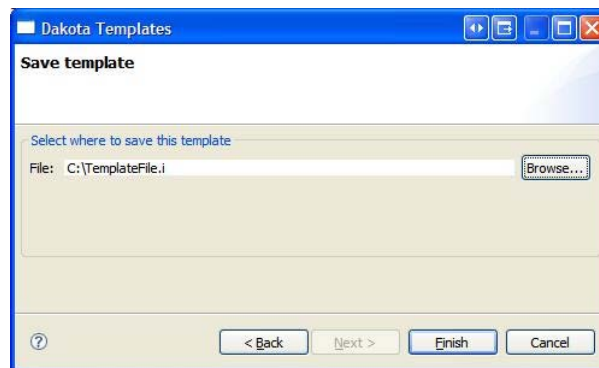 Dakota Templates
Save template
Select where to save this template
File: C:\TemplateFile.i Browse...
? < Back Next > Finish Cancel